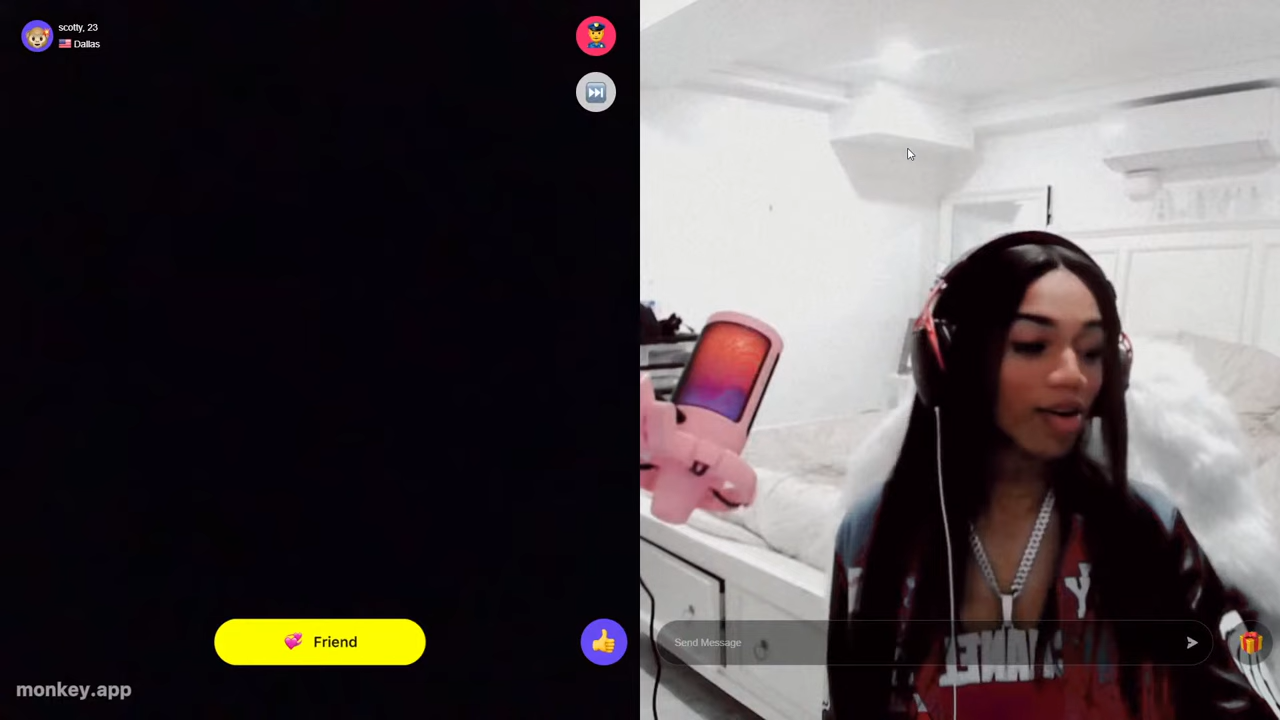 scotty, 23
Dallas
Friend
monkey.app
Send Message